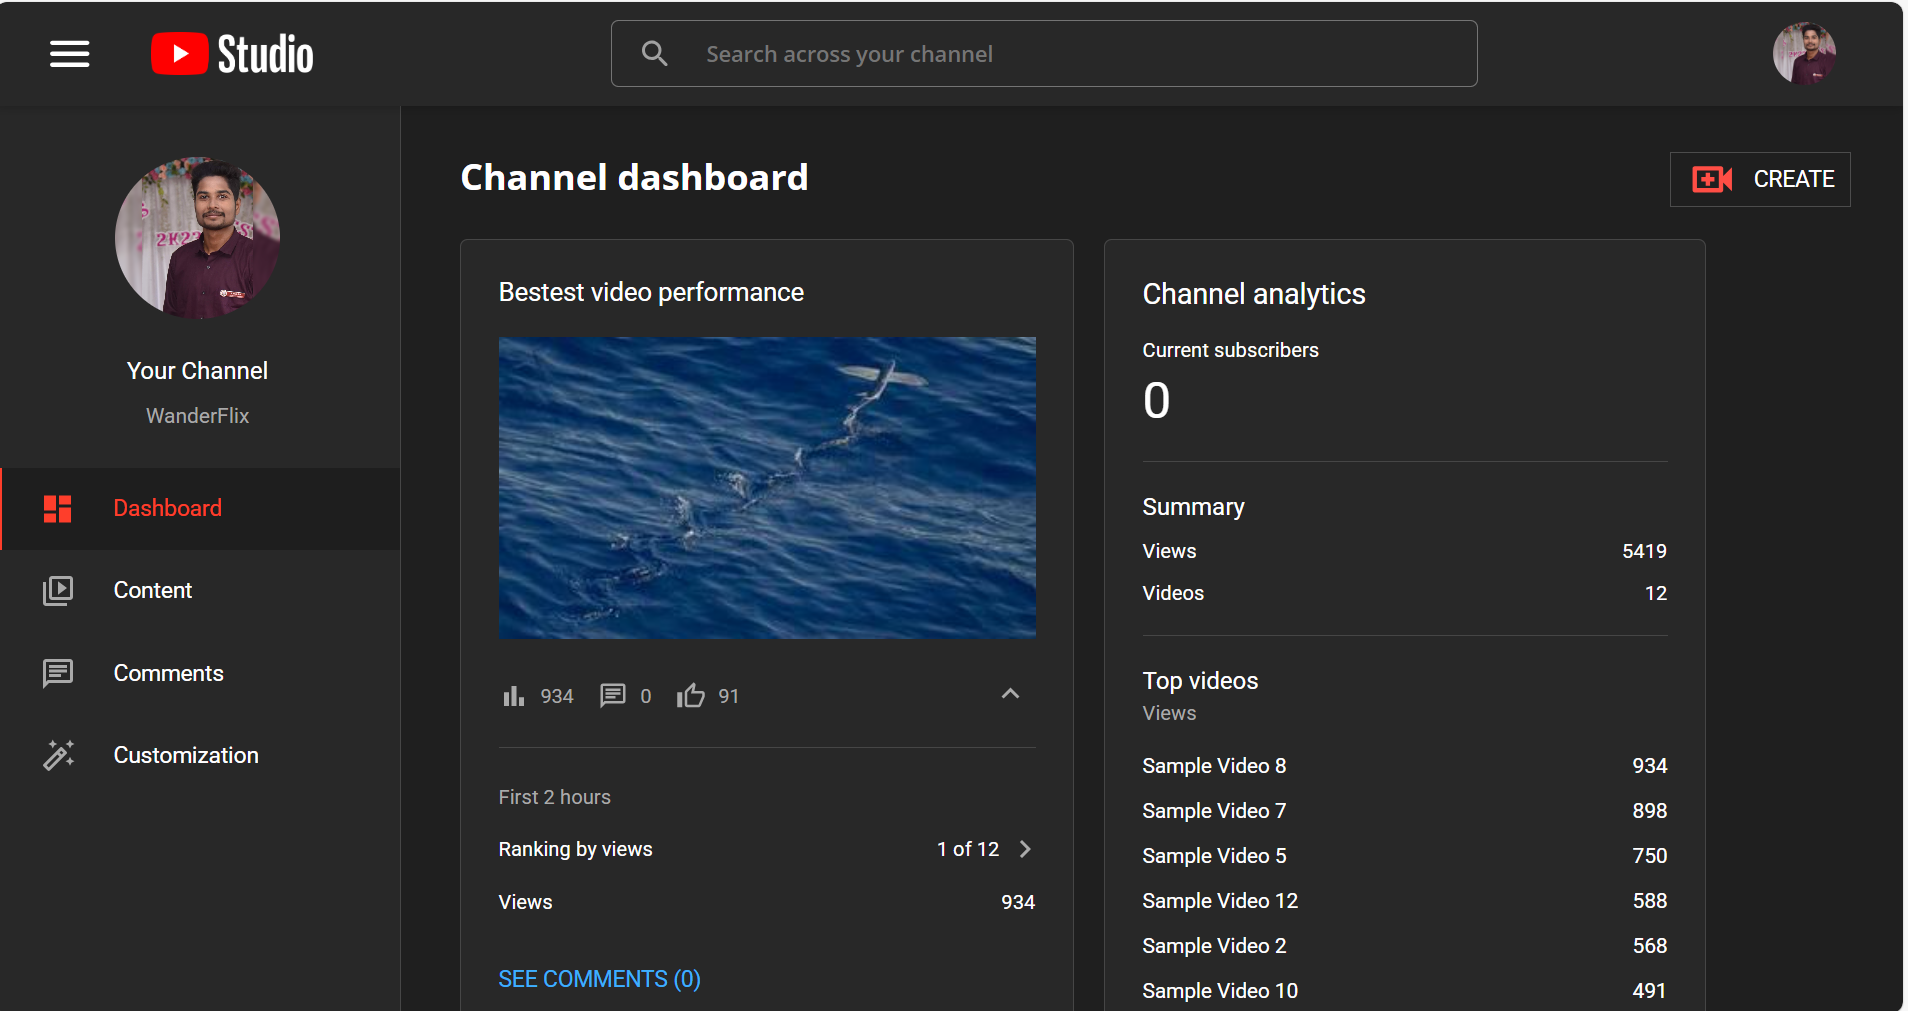 Studio
Search across your channel
2K23
Your Channel
WanderFlix
Dashboard
Content
Comments
Customization
Channel dashboard
CREATE
Bestest video performance
934 0 91
First 2 hours
Ranking by views 1 of 12
Views 934
SEE COMMENTS (0)
Channel analytics
Current subscribers
0
Summary
Views 5419
Videos 12
Top videos
Views
Sample Video 8 934
Sample Video 7 898
Sample Video 5 750
Sample Video 12 588
Sample Video 2 568
Sample Video 10 491